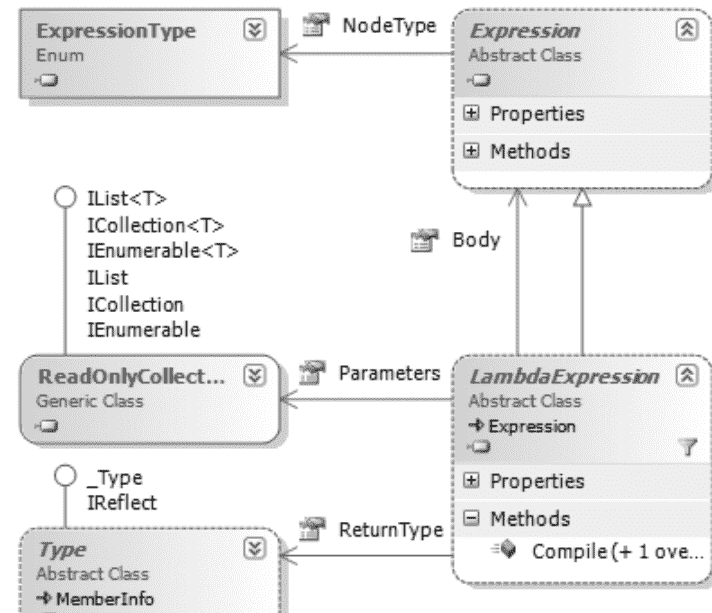 ExpressionType
Enum
NodeType
Expression
Abstract Class
Properties
Methods
IList<T>
ICollection<T>
IEnumerable<T>
IList
ICollection
IEnumerable
Body
ReadOnlyCollect...
Generic Class
Parameters
LambdaExpression
Abstract Class
Expression
Properties
Methods
Compile (+ 1 ove...
_Type
IReflect
ReturnType
Type
Abstract Class
MemberInfo